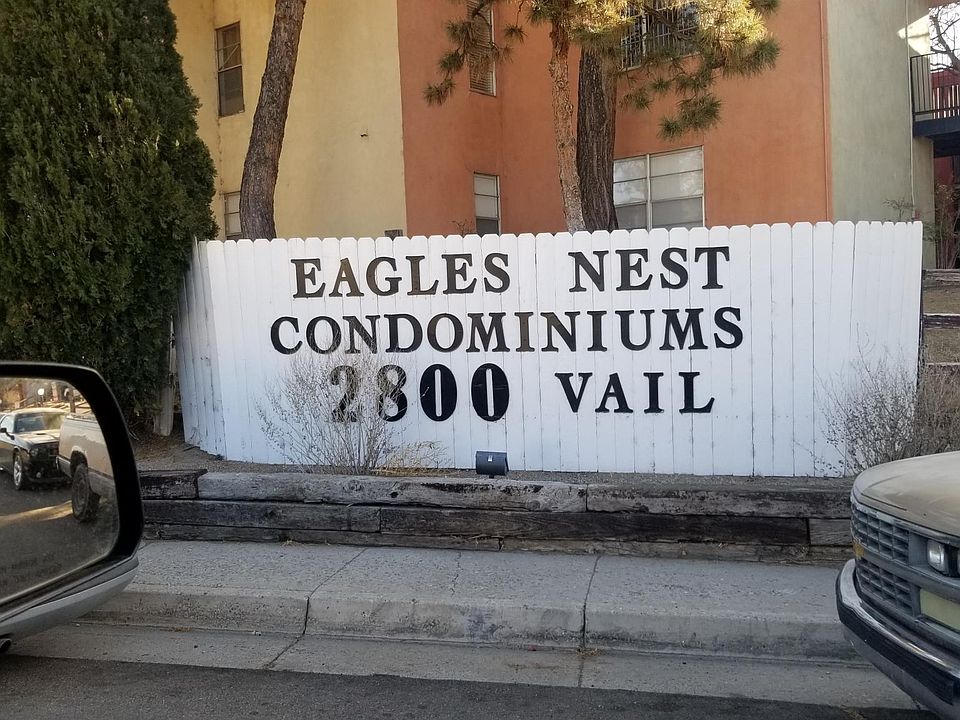 EAGLES NEST
CONDOMINIUMS
2800 VAIL